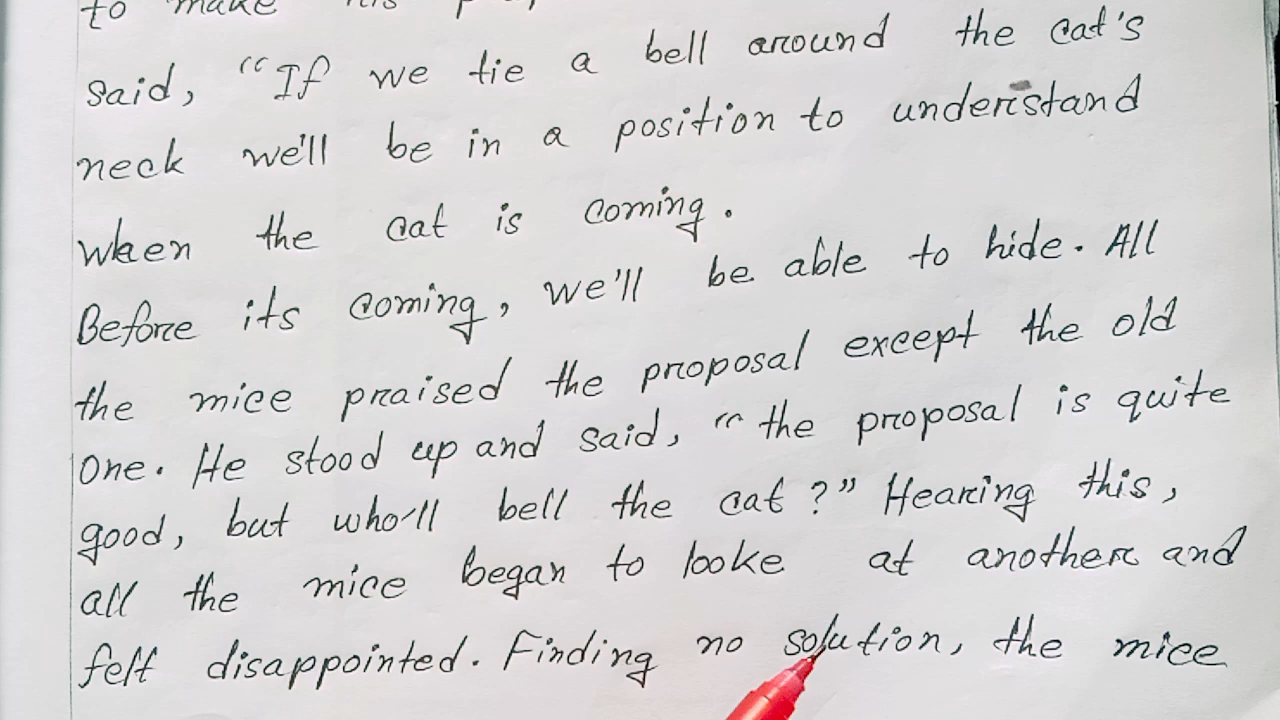 to make his
said, "If we tie a bell around the cat's
neck we'll be in a position to understand
when the cat is coming.
Before its coming, we'll be able to hide. All
the mice praised the proposal except the old
one. He stood up and said, "the proposal is quite
good, but who'll bell the cat?" Hearing this,
all the mice began to looke at another and
felt disappointed. Finding no solution, the mice